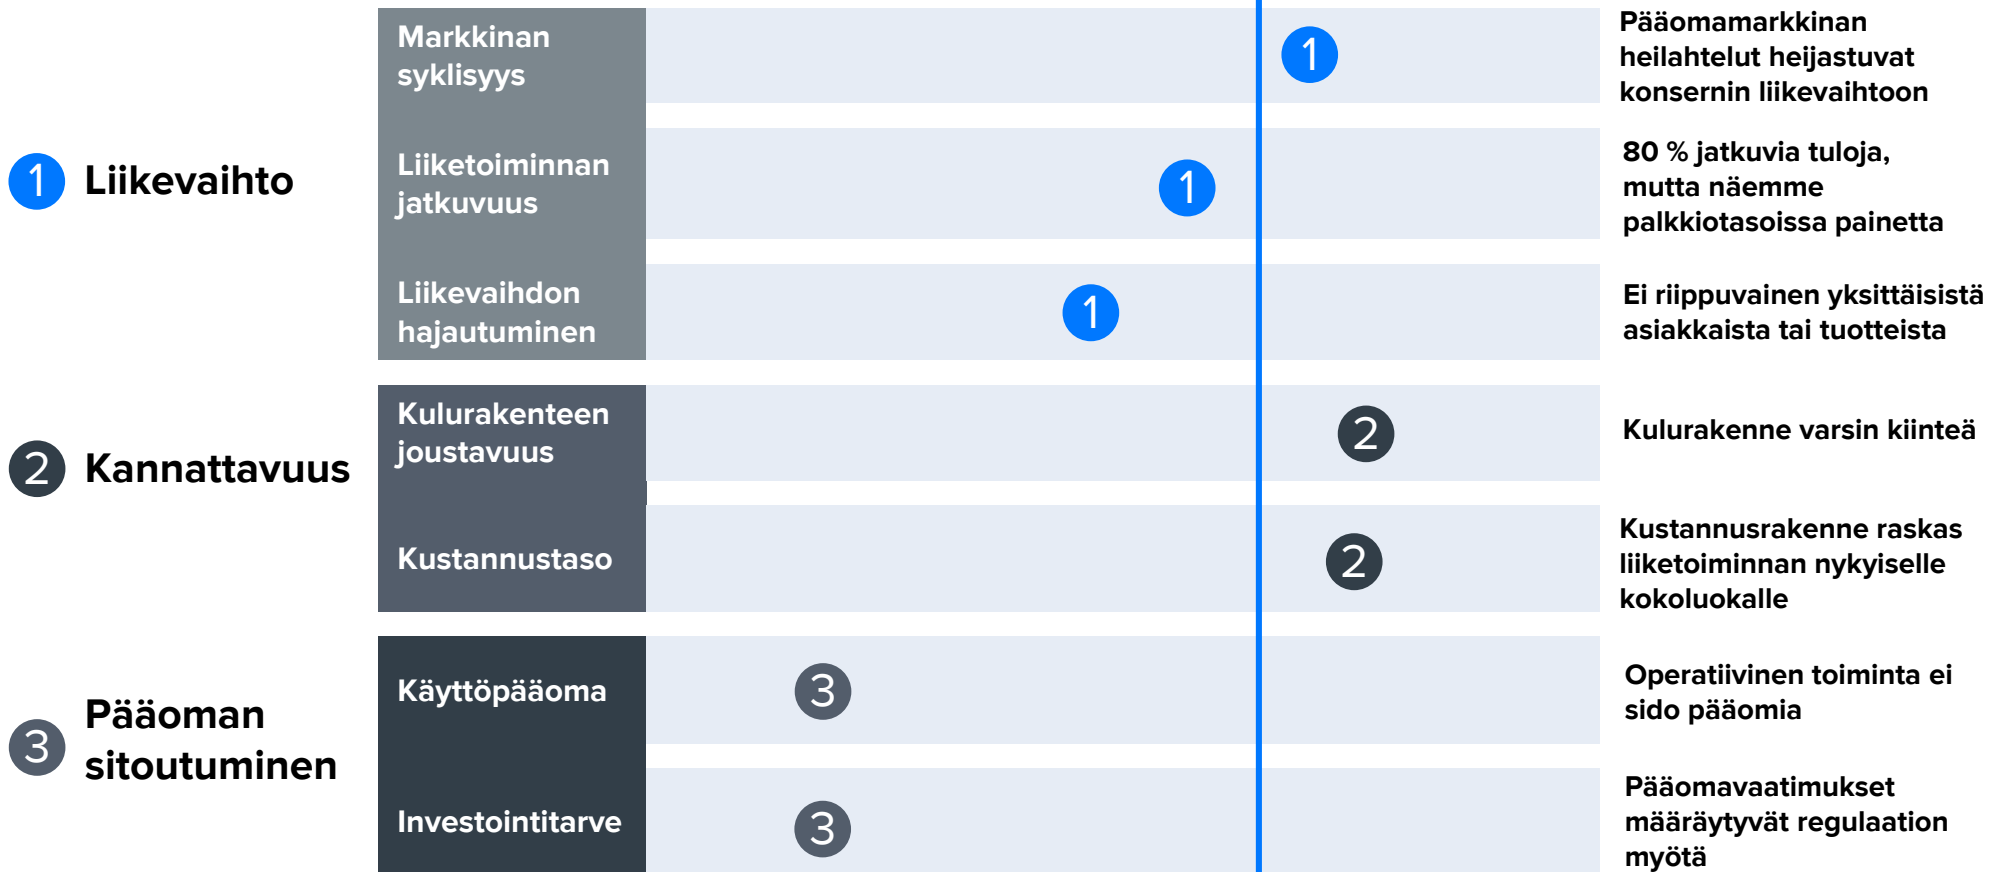 Markkinan
syklisyys
1
Pääomamarkkinan
heilahtelut heijastuvat
konsernin liikevaihtoon
1 Liikevaihto
Liiketoiminnan
jatkuvuus
1
80 % jatkuvia tuloja,
mutta näemme
palkkiotasoissa painetta
Liikevaihdon
hajautuminen
1
Ei riippuvainen yksittäisistä
asiakkaista tai tuotteista
2 Kannattavuus
Kulurakenteen
joustavuus
2
Kulurakenne varsin kiinteä
Kustannustaso
2
Kustannusrakenne raskas
liiketoiminnan nykyiselle
kokoluokalle
3 Pääoman
sitoutuminen
Käyttöpääoma
3
Operatiivinen toiminta ei
sido pääomia
Investointitarve
3
Pääomavaatimukset
määräytyvät regulaation
myötä